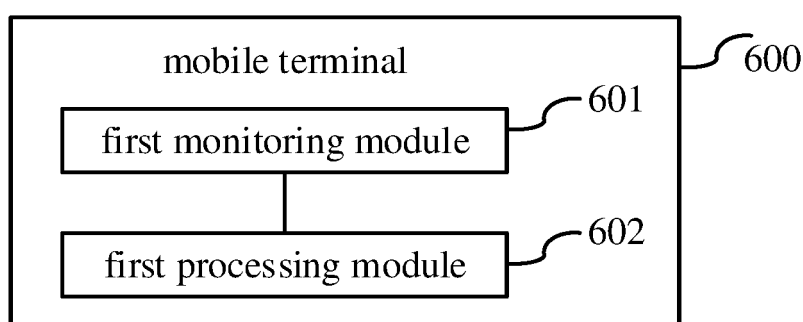 mobile terminal
600
first monitoring module
601
first processing module
602